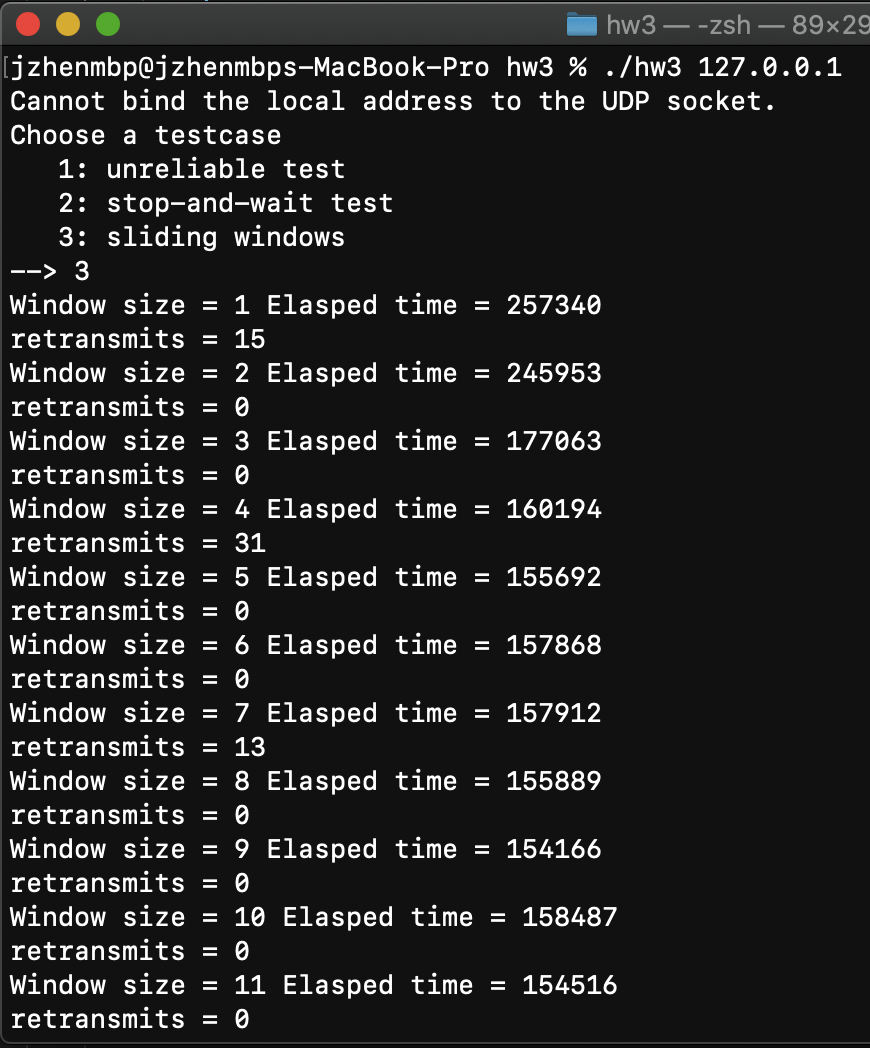 hw3 — -zsh — 89×29
[jzhenmbp@jzhenmbps-MacBook-Pro hw3 % ./hw3 127.0.0.1
Cannot bind the local address to the UDP socket.
Choose a testcase
   1: unreliable test
   2: stop-and-wait test
   3: sliding windows
--> 3
Window size = 1 Elasped time = 257340
retransmits = 15
Window size = 2 Elasped time = 245953
retransmits = 0
Window size = 3 Elasped time = 177063
retransmits = 0
Window size = 4 Elasped time = 160194
retransmits = 31
Window size = 5 Elasped time = 155692
retransmits = 0
Window size = 6 Elasped time = 157868
retransmits = 0
Window size = 7 Elasped time = 157912
retransmits = 13
Window size = 8 Elasped time = 155889
retransmits = 0
Window size = 9 Elasped time = 154166
retransmits = 0
Window size = 10 Elasped time = 158487
retransmits = 0
Window size = 11 Elasped time = 154516
retransmits = 0